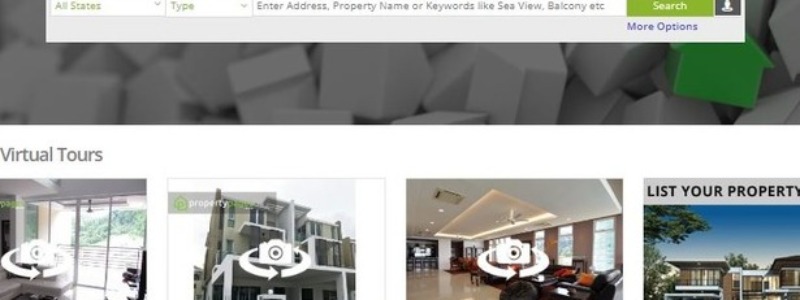 All States Type Enter Address, Property Name or Keywords like Sea View, Balcony etc Search
More Options
Virtual Tours
LIST YOUR PROPERTY
property